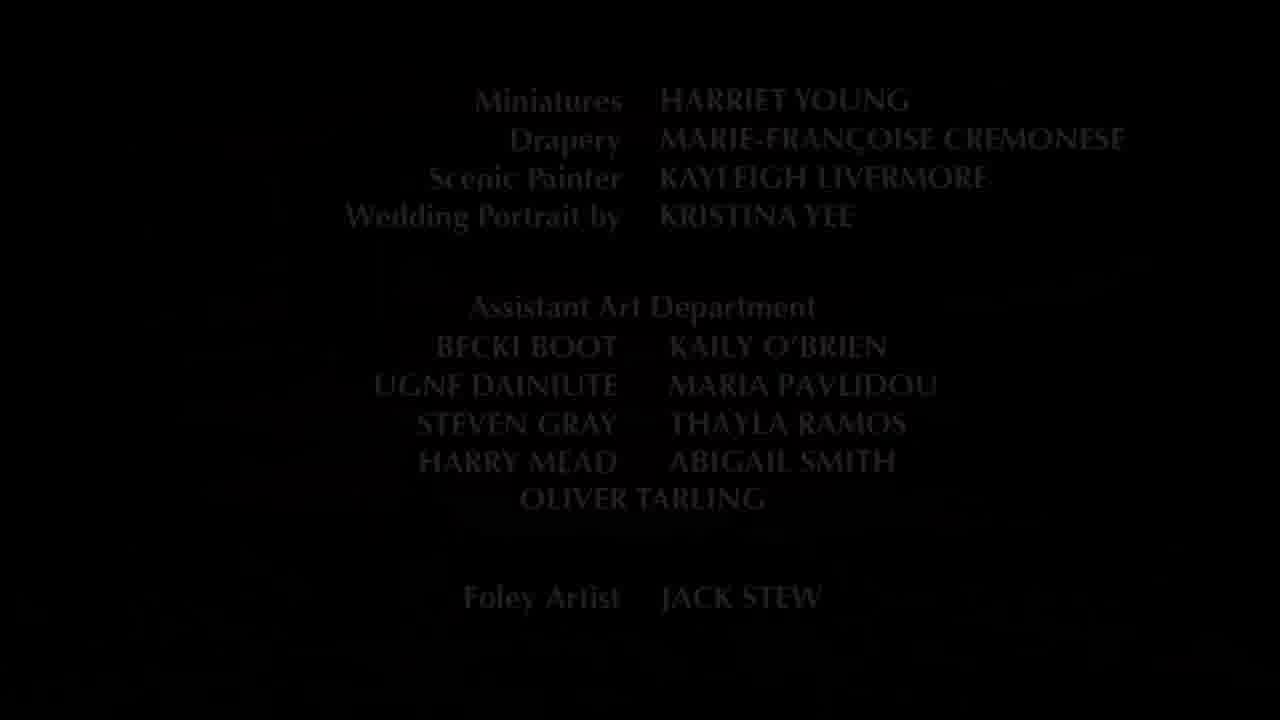 Miniatures HARRIET YOUNG
Drapery MARIE-FRANÇOISE CREMONESE
Scenic Painter KAYLEIGH LIVERMORE
Wedding Portrait by KRISTINA YEE
Assistant Art Department
BECKI BOOT KAILY O'BRIEN
UGNE DAINIUTE MARIA PAVLIDOU
STEVEN GRAY THAYLA RAMOS
HARRY MEAD ABIGAIL SMITH
OLIVER TARLING
Foley Artist JACK STEW